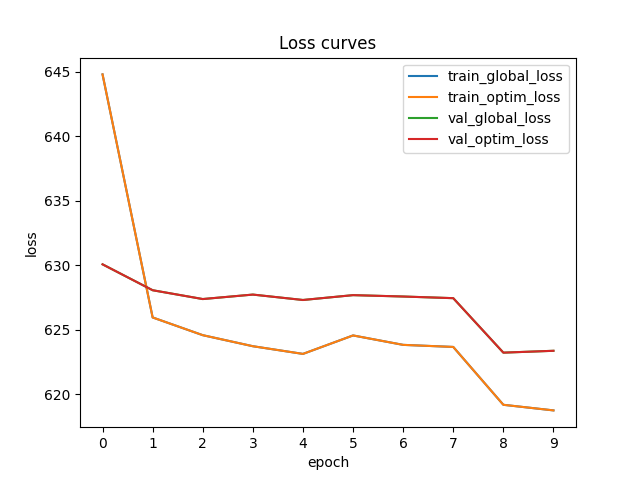 Loss curves
train_global_loss
train_optim_loss
val_global_loss
val_optim_loss
645
640
635
630
625
620
loss
0 1 2 3 4 5 6 7 8 9
epoch